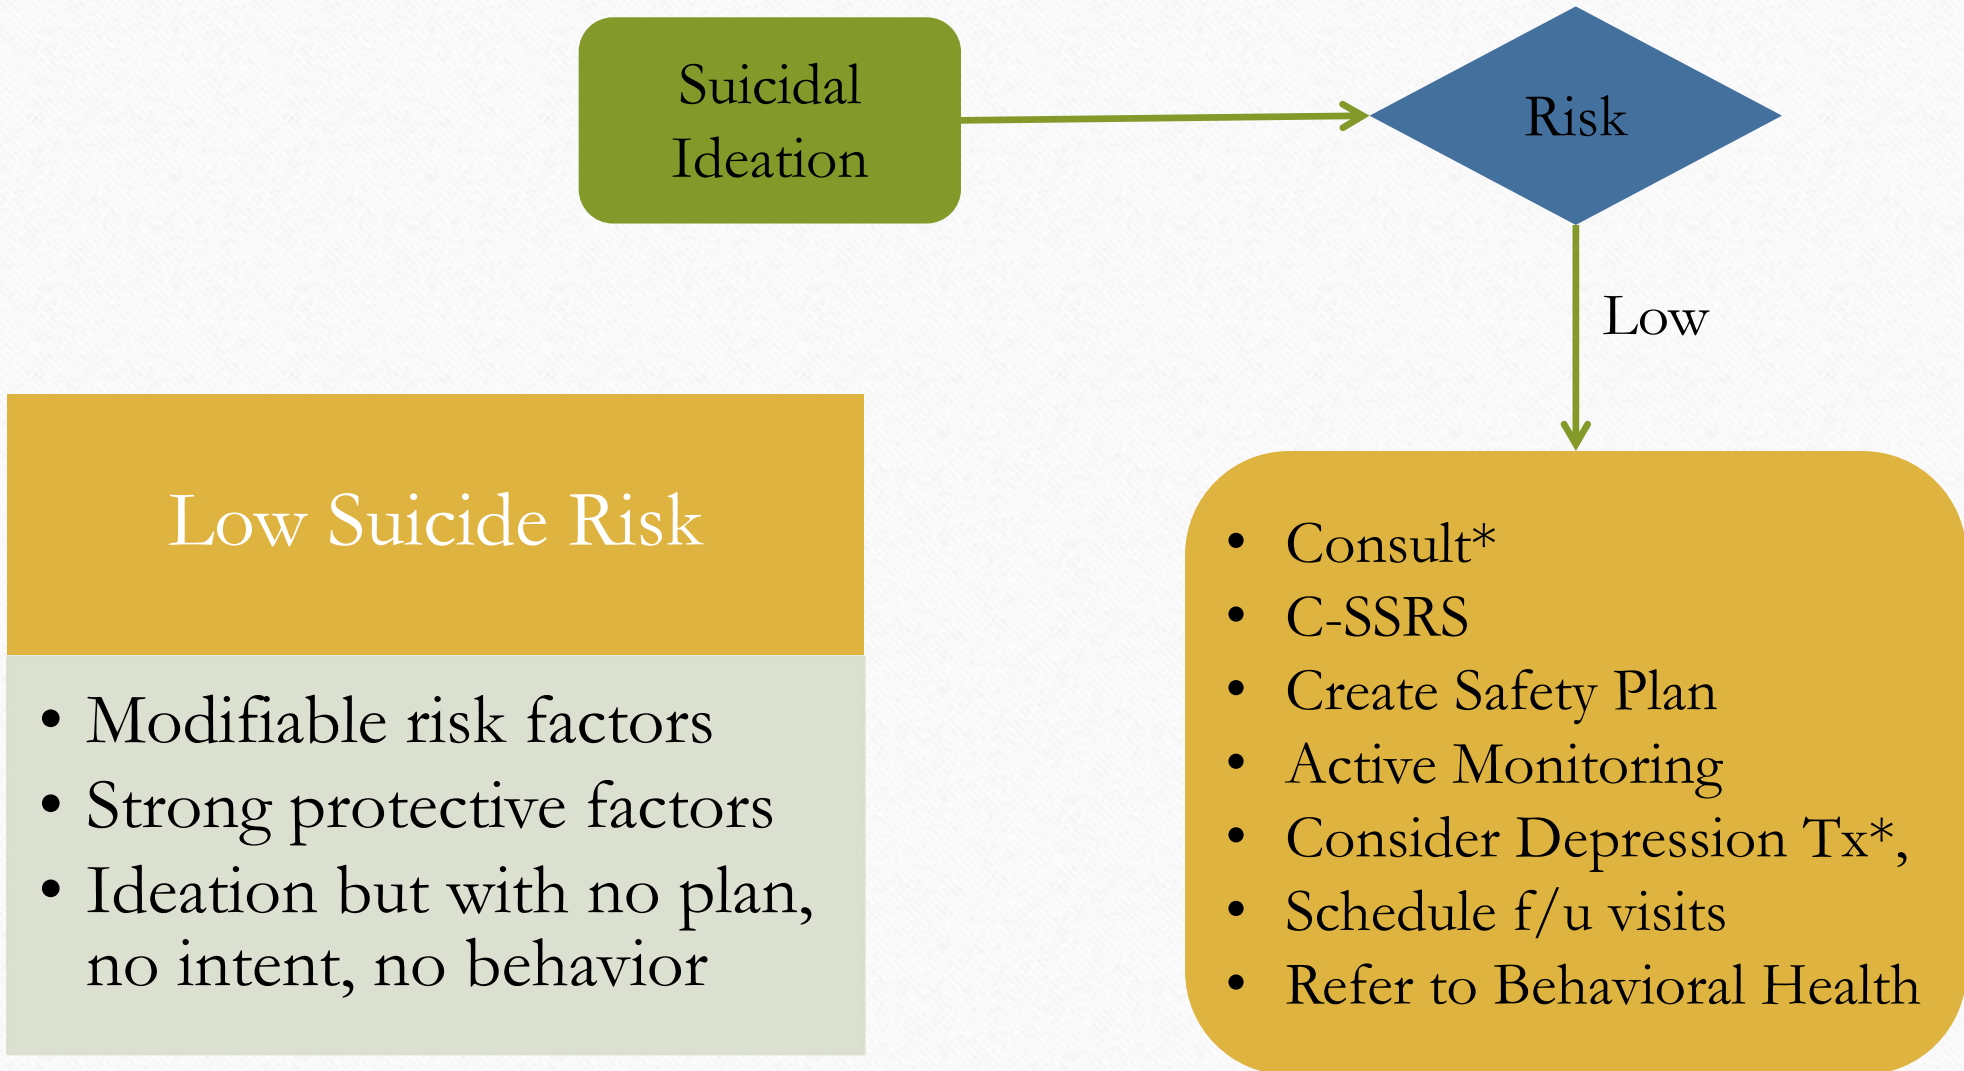 Suicidal
Ideation
Risk
Low
Low Suicide Risk
• Modifiable risk factors
• Strong protective factors
• Ideation but with no plan,
no intent, no behavior
• Consult*
• C-SSRS
• Create Safety Plan
• Active Monitoring
• Consider Depression Tx*,
• Schedule f/u visits
• Refer to Behavioral Health